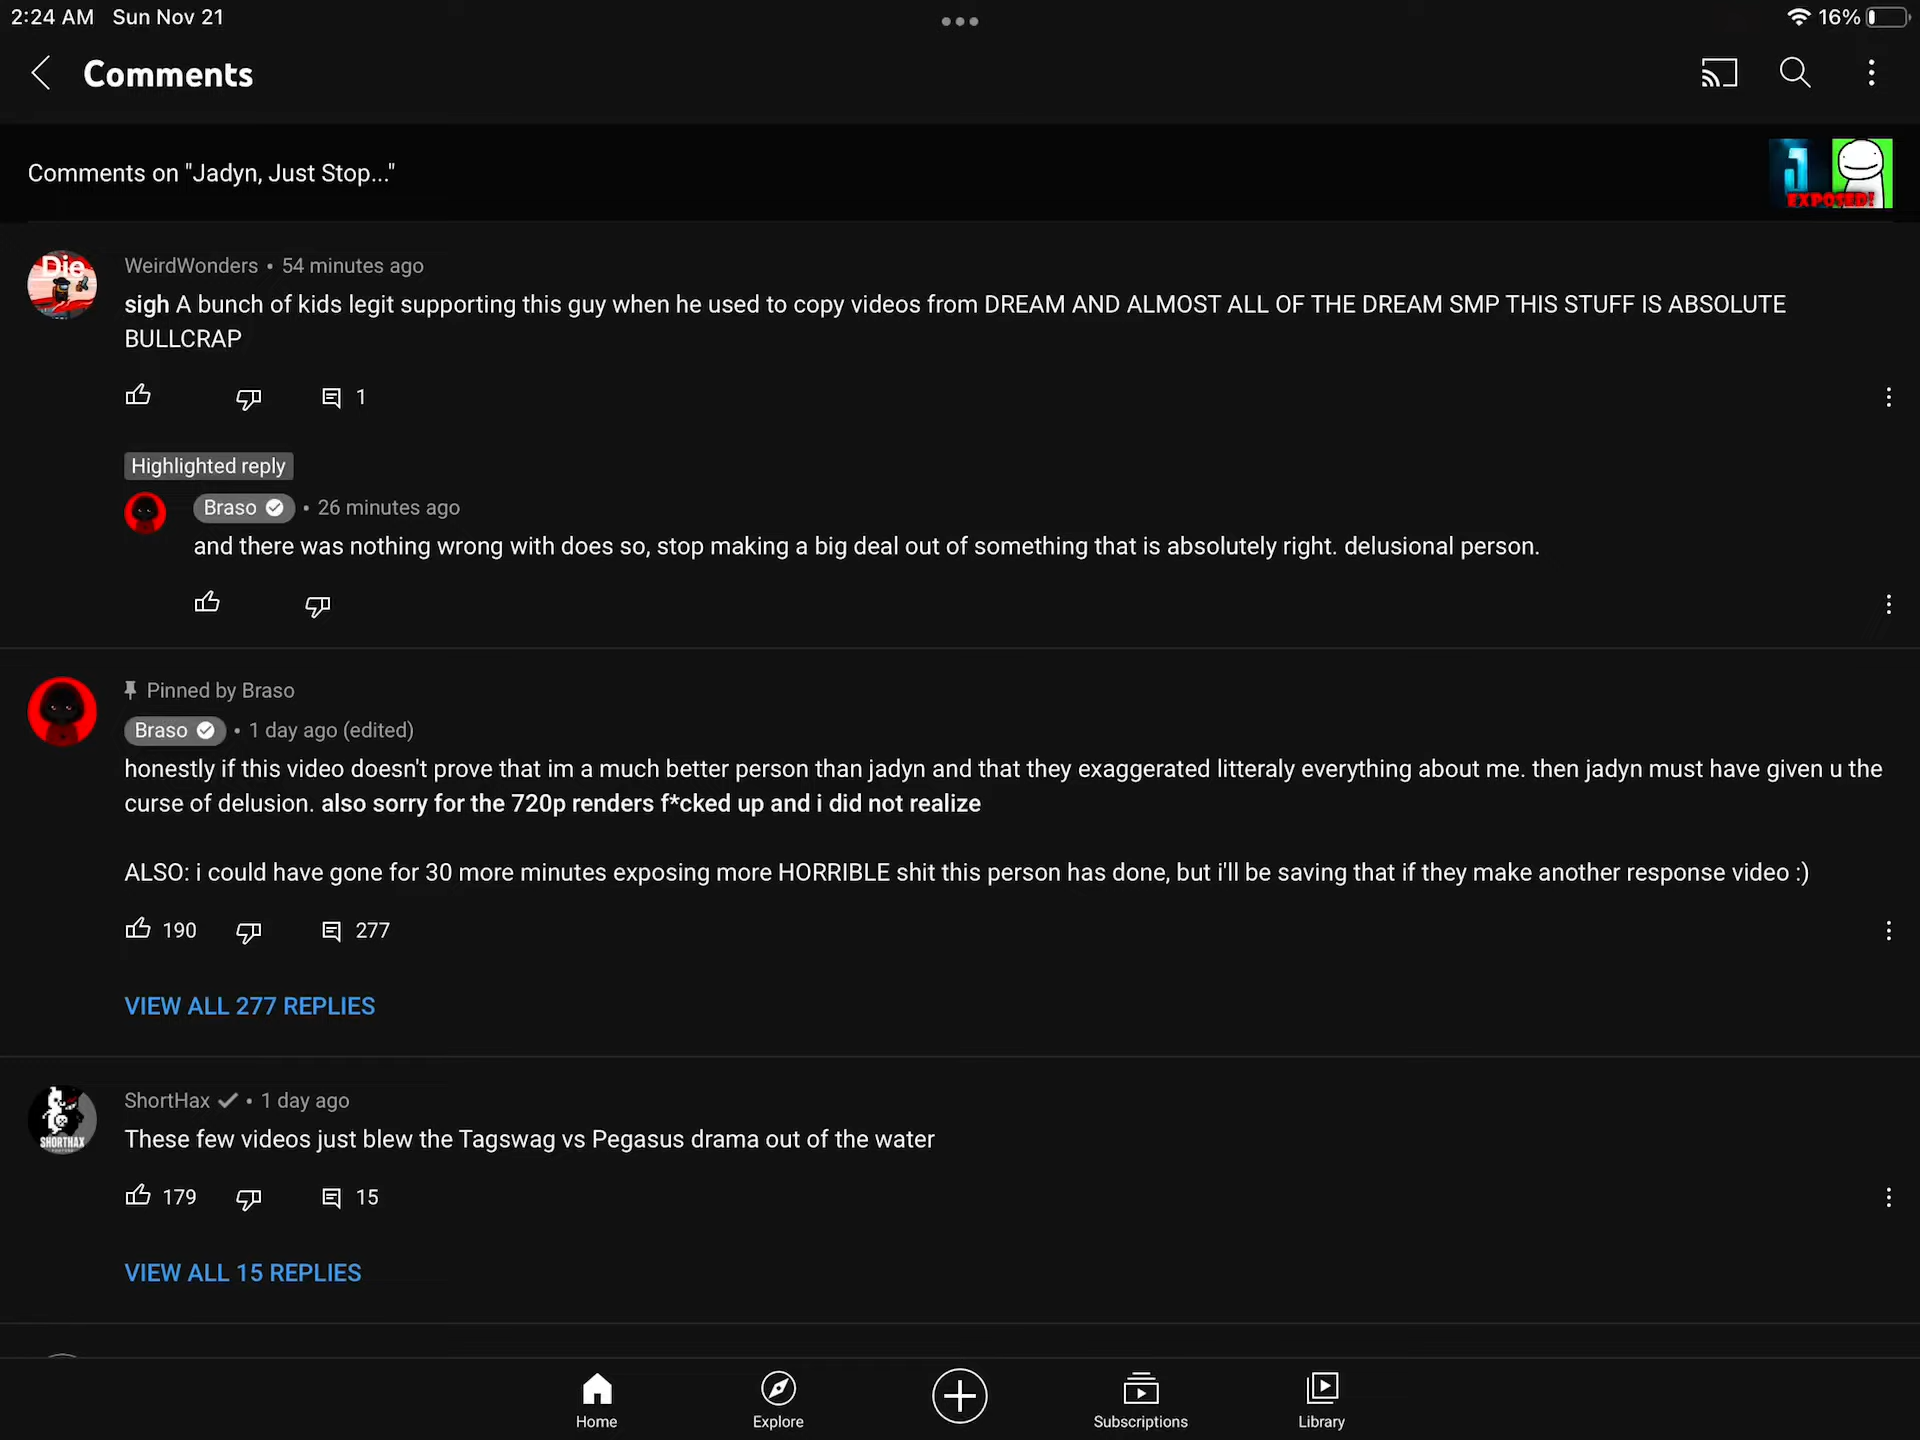 2:24 AM Sun Nov 21
16%
Comments
Comments on "Jadyn, Just Stop..."
J
EXPOSED!
Die
WeirdWonders • 54 minutes ago
sigh A bunch of kids legit supporting this guy when he used to copy videos from DREAM AND ALMOST ALL OF THE DREAM SMP THIS STUFF IS ABSOLUTE
BULLCRAP
1
Highlighted reply
Braso • 26 minutes ago
and there was nothing wrong with does so, stop making a big deal out of something that is absolutely right. delusional person.
Pinned by Braso
Braso • 1 day ago (edited)
honestly if this video doesn't prove that im a much better person than jadyn and that they exaggerated litteraly everything about me. then jadyn must have given u the
curse of delusion. also sorry for the 720p renders f*cked up and i did not realize
ALSO: i could have gone for 30 more minutes exposing more HORRIBLE shit this person has done, but i'll be saving that if they make another response video :)
190 277
VIEW ALL 277 REPLIES
SHORTHAX
ShortHax • 1 day ago
These few videos just blew the Tagswag vs Pegasus drama out of the water
179 15
VIEW ALL 15 REPLIES
Home Explore Subscriptions Library